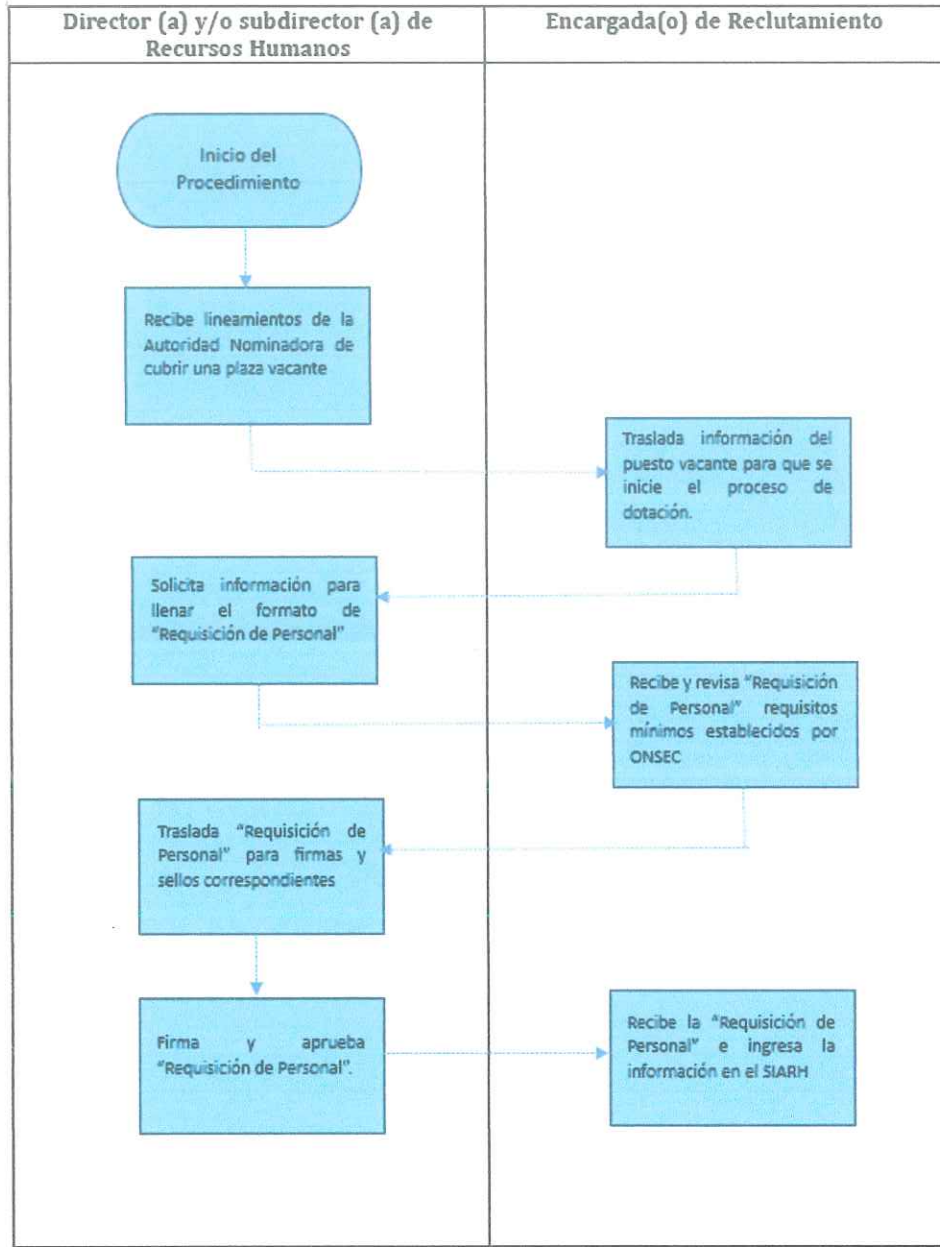 Director (a) y/o subdirector (a) de
Recursos Humanos
Encargada(o) de Reclutamiento
Inicio del
Procedimiento
Recibe lineamientos de la
Autoridad Nominadora de
cubrir una plaza vacante
Traslada información del
puesto vacante para que se
inicie el proceso de
dotación.
Solicita información para
llenar el formato de
"Requisición de Personal"
Recibe y revisa "Requisición
de Personal" requisitos
mínimos establecidos por
ONSEC
Traslada "Requisición de
Personal" para firmas y
sellos correspondientes
Firma y aprueba
"Requisición de Personal".
Recibe la "Requisición de
Personal" e ingresa la
información en el SIARH